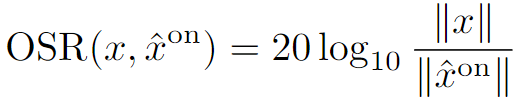 OSR(x, x̂^on) = 20 log₁₀ ‖x‖ / ‖x̂^on‖